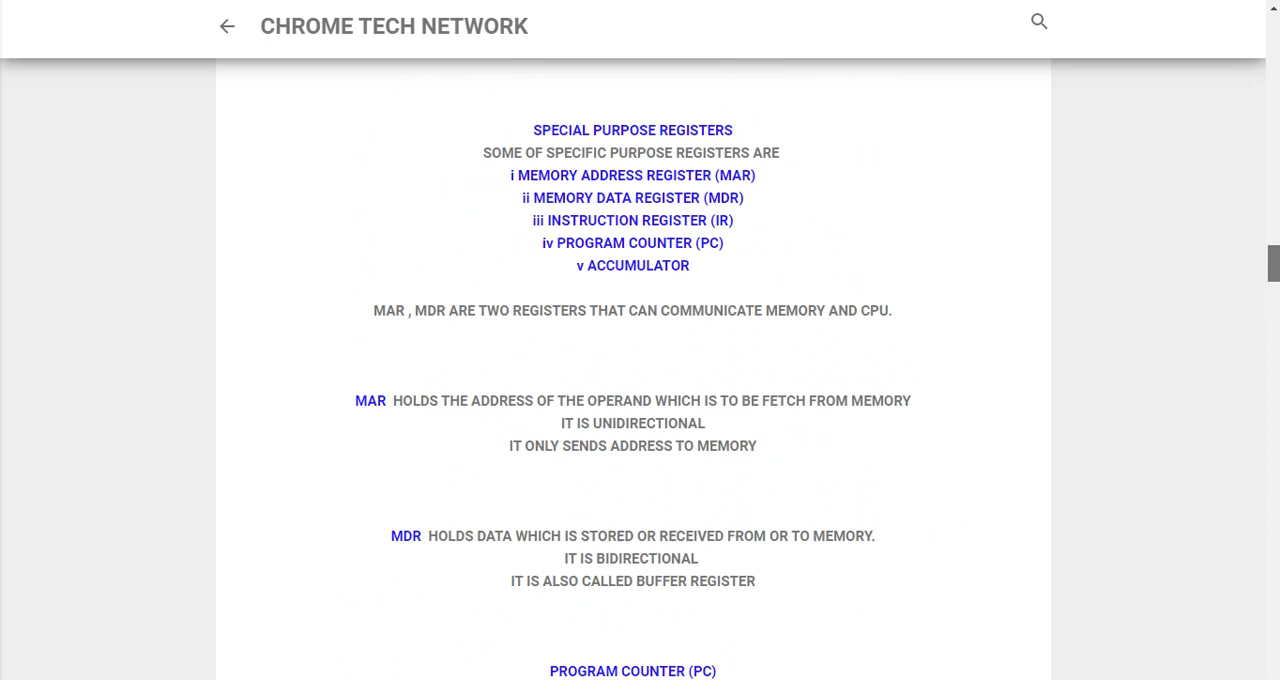 CHROME TECH NETWORK
SPECIAL PURPOSE REGISTERS
SOME OF SPECIFIC PURPOSE REGISTERS ARE
i MEMORY ADDRESS REGISTER (MAR)
ii MEMORY DATA REGISTER (MDR)
iii INSTRUCTION REGISTER (IR)
iv PROGRAM COUNTER (PC)
v ACCUMULATOR
MAR , MDR ARE TWO REGISTERS THAT CAN COMMUNICATE MEMORY AND CPU.
MAR HOLDS THE ADDRESS OF THE OPERAND WHICH IS TO BE FETCH FROM MEMORY
IT IS UNIDIRECTIONAL
IT ONLY SENDS ADDRESS TO MEMORY
MDR HOLDS DATA WHICH IS STORED OR RECEIVED FROM OR TO MEMORY.
IT IS BIDIRECTIONAL
IT IS ALSO CALLED BUFFER REGISTER
PROGRAM COUNTER (PC)